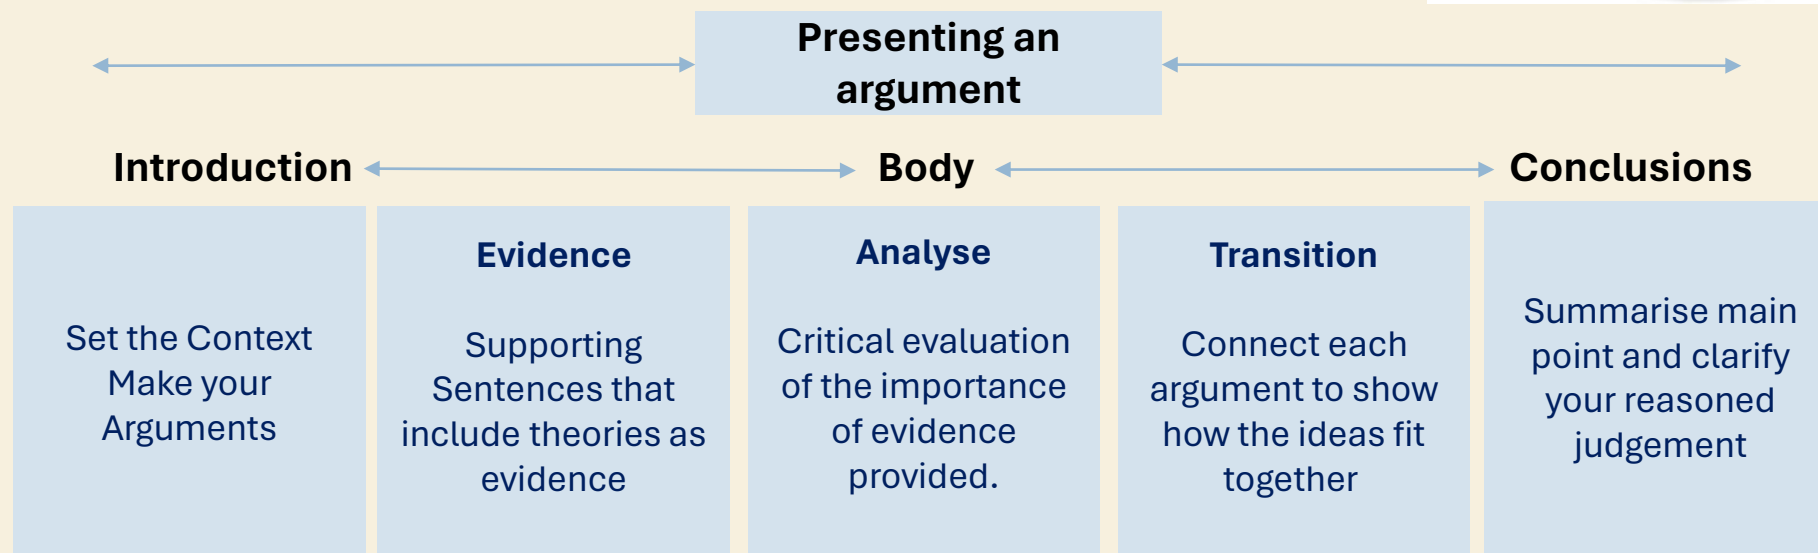 Presenting an
argument
Introduction
Body
Conclusions
Set the Context
Make your
Arguments
Evidence
Supporting
Sentences that
include theories as
evidence
Analyse
Critical evaluation
of the importance
of evidence
provided.
Transition
Connect each
argument to show
how the ideas fit
together
Summarise main
point and clarify
your reasoned
judgement